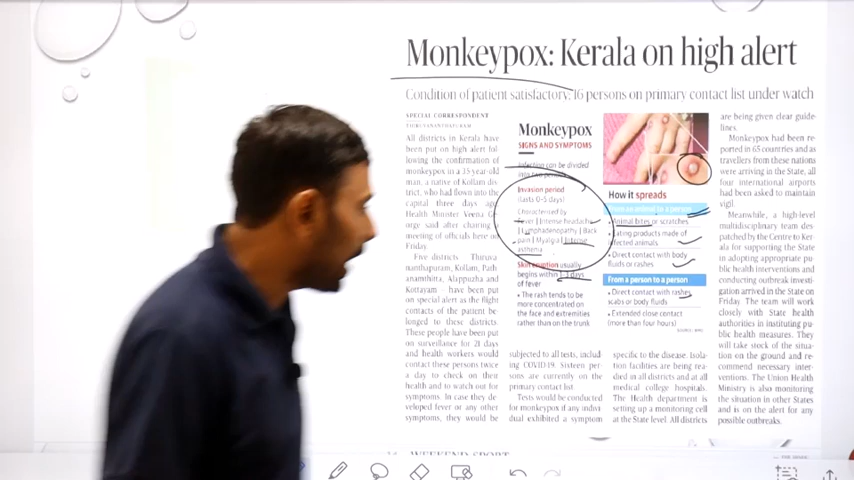 Monkeypox: Kerala on high alert
Condition of patient satisfactory; 16 persons on primary contact list under watch
SPECIAL CORRESPONDENT
THIRUVANANTHAPURAM
All districts in Kerala have
been put on high alert fol
lowing the confirmation of
monkeypox in a 35 year-old
man, a native of Kollam dis
trict, who had flown into the
capital three days ago,
Health Minister Veena Ge
orge said after chairing a
meeting of officials here on
Friday.
Five districts Thiruva
nanthapuram, Kollam, Path
anamthitta, Alappuzha and
Kottayam have been put
on special alert as the flight
contacts of the patient be
longed to these districts.
These people have been put
on surveillance for 21 days
and health workers would
contact these persons twice
a day to check on their
health and to watch out for
symptoms. In case they de
veloped fever or any other
symptoms, they would be
Monkeypox
SIGNS AND SYMPTOMS
Infection can be divided
into two periods
Invasion period
(lasts 0-5 days)
Characterised by
fever | Intense headache
| Lymphadenopathy | Back
pain | Myalgia | Intense
asthma
Skin eruption usually
begins within 1-3 days
of fever
• The rash tends to be
more concentrated on
the face and extremities
rather than on the trunk
How it spreads
From an animal to a person
• Animal bites or scratches
• Eating products made of
infected animals
• Direct contact with body
fluids or rashes
From a person to a person
• Direct contact with rashes
scabs or body fluids
• Extended close contact
(more than four hours)
SOURCE: WHO
subjected to all tests, includ
ing COVID-19. Sixteen per
sons are currently on the
primary contact list.
Tests would be conducted
for monkeypox if any indivi
dual exhibited a symptom
specific to the disease. Isola
tion facilities are being rea
died in all districts and at all
medical college hospitals.
The Health department is
setting up a monitoring cell
at the State level. All districts
are being given clear guide
lines.
Monkeypox had been re
ported in 65 countries and as
travellers from these nations
were arriving in the State, all
four international airports
had been asked to maintain
vigil.
Meanwhile, a high-level
multidisciplinary team des
patched by the Centre to Ker
ala for supporting the State
in adopting appropriate pu
blic health interventions and
conducting outbreak investi
gation arrived in the State on
Friday. The team will work
closely with State health
authorities in instituting pu
blic health measures. They
will take stock of the situa
tion on the ground and re
commend necessary inter
ventions. The Union Health
Ministry is also monitoring
the situation in other States
and is on the alert for any
possible outbreaks.